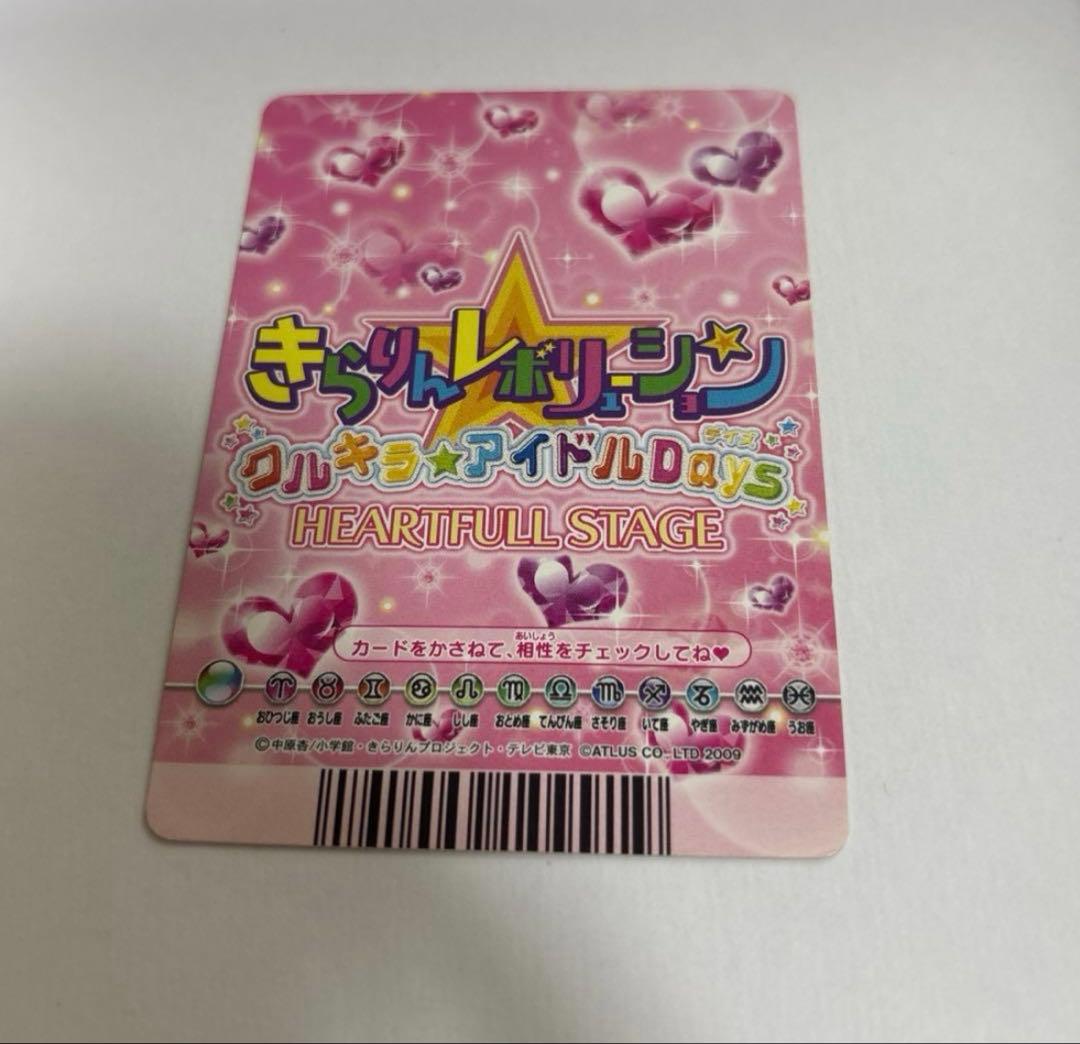 きらりんレボリューション
クルキラ★アイドルDays
デイズ
HEARTFULL STAGE
カードをかさねて、相性をチェックしてね♥
あいしょう
おひつじ座 おうし座 ふたご座 かに座 しし座 おとめ座 てんびん座 さそり座 いて座 やぎ座 みずがめ座 うお座
©中原杏/小学館・きらりんプロジェクト・テレビ東京 ©ATLUS CO.,LTD 2009